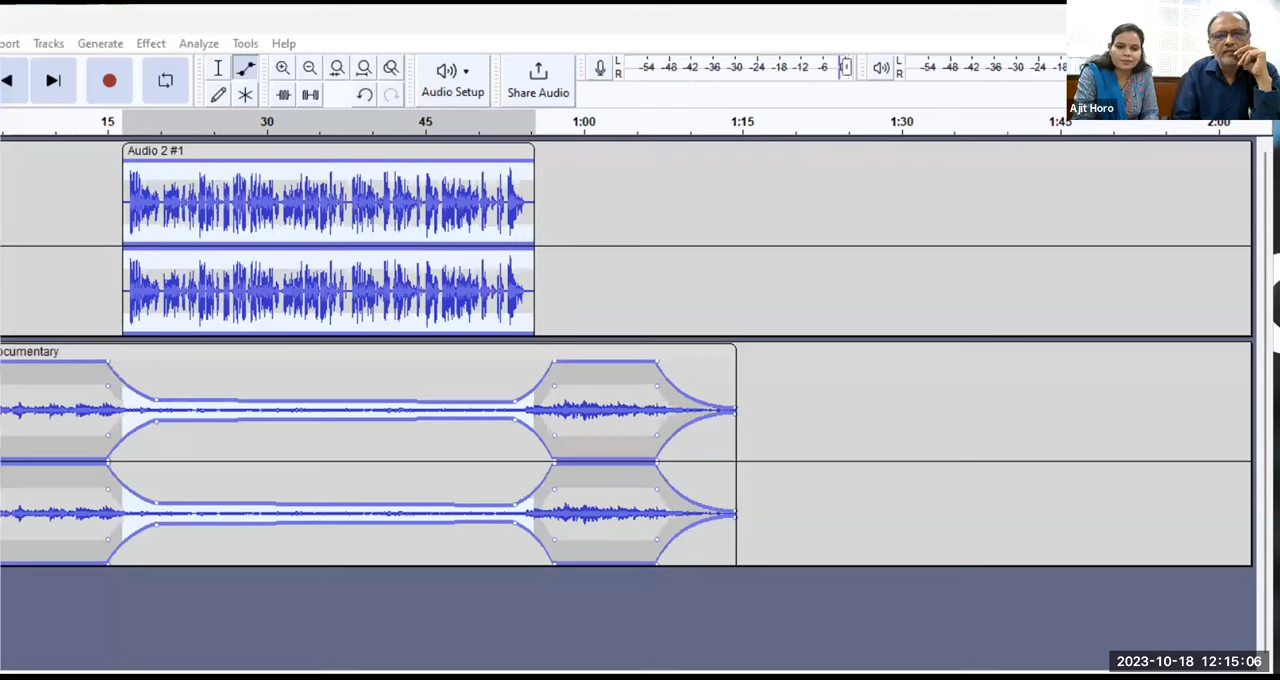 ort Tracks Generate Effect Analyze Tools Help
L R -54 -48 -42 -36 -30 -24 -18 -12 -6
L R -54 -48 -42 -36 -30 -24 -18
Audio Setup
Share Audio
Ajit Horo
15 30 45 1:00 1:15 1:30 1:45 2:00
Audio 2 #1
ocumentary
2023-10-18 12:15:06